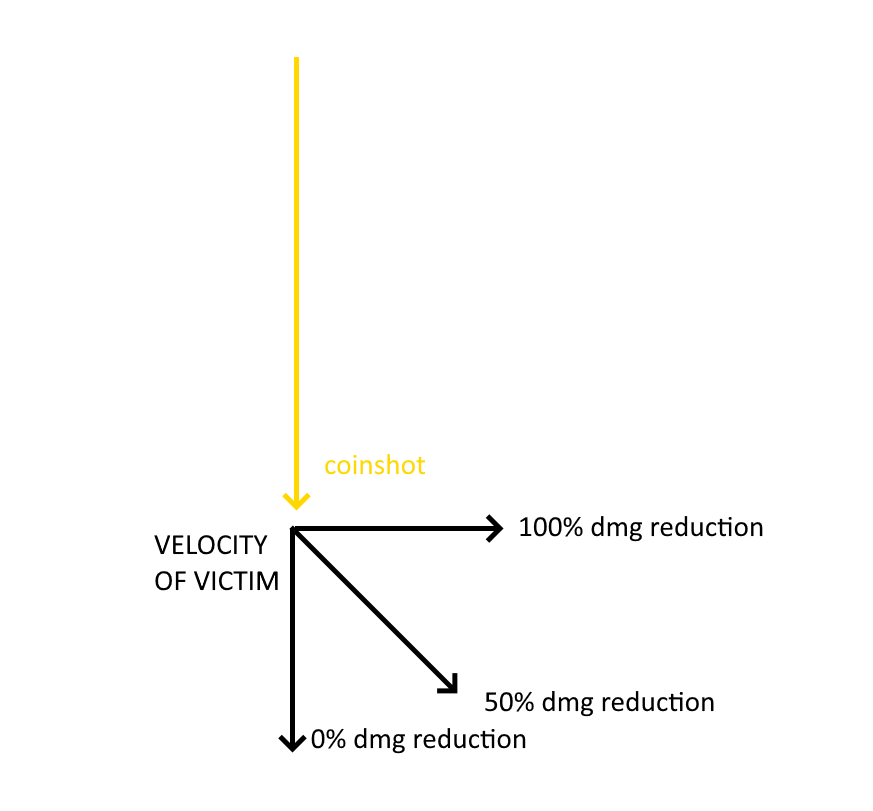 coinshot
100% dmg reduction
VELOCITY
OF VICTIM
50% dmg reduction
0% dmg reduction